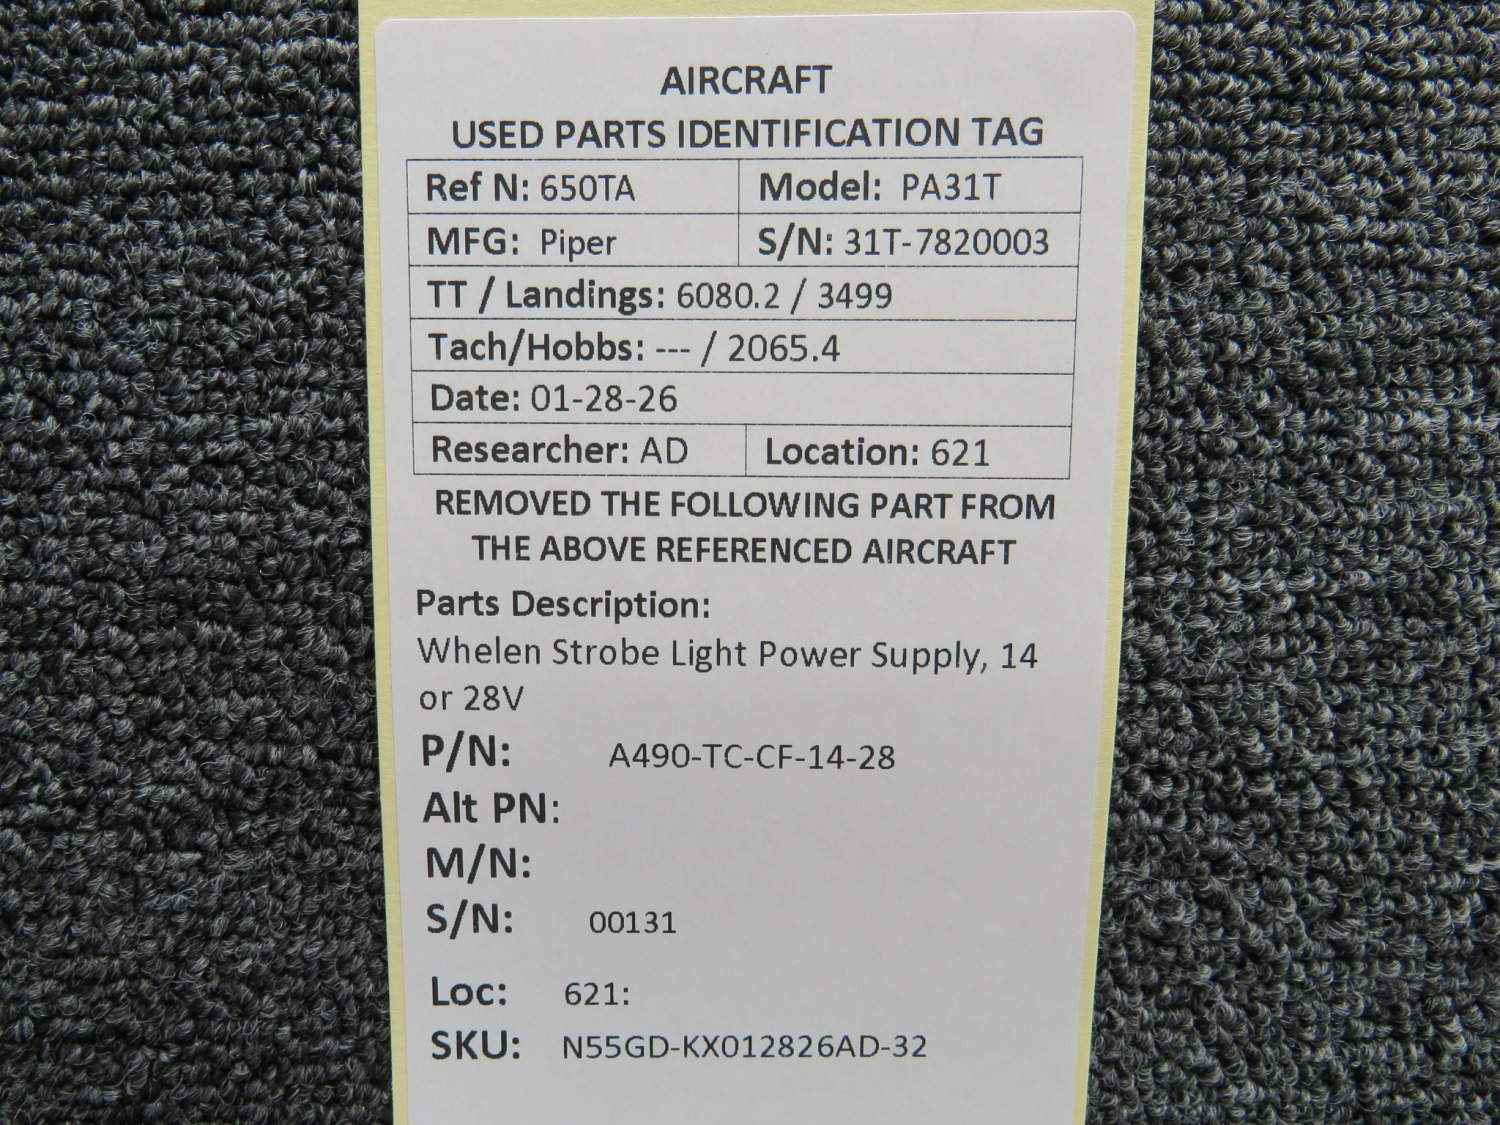 AIRCRAFT
USED PARTS IDENTIFICATION TAG
Ref N: 650TA Model: PA31T
MFG: Piper S/N: 31T-7820003
TT / Landings: 6080.2 / 3499
Tach/Hobbs: --- / 2065.4
Date: 01-28-26
Researcher: AD Location: 621
REMOVED THE FOLLOWING PART FROM
THE ABOVE REFERENCED AIRCRAFT
Parts Description:
Whelen Strobe Light Power Supply, 14
or 28V
P/N: A490-TC-CF-14-28
Alt PN:
M/N:
S/N: 00131
Loc: 621:
SKU: N55GD-KX012826AD-32